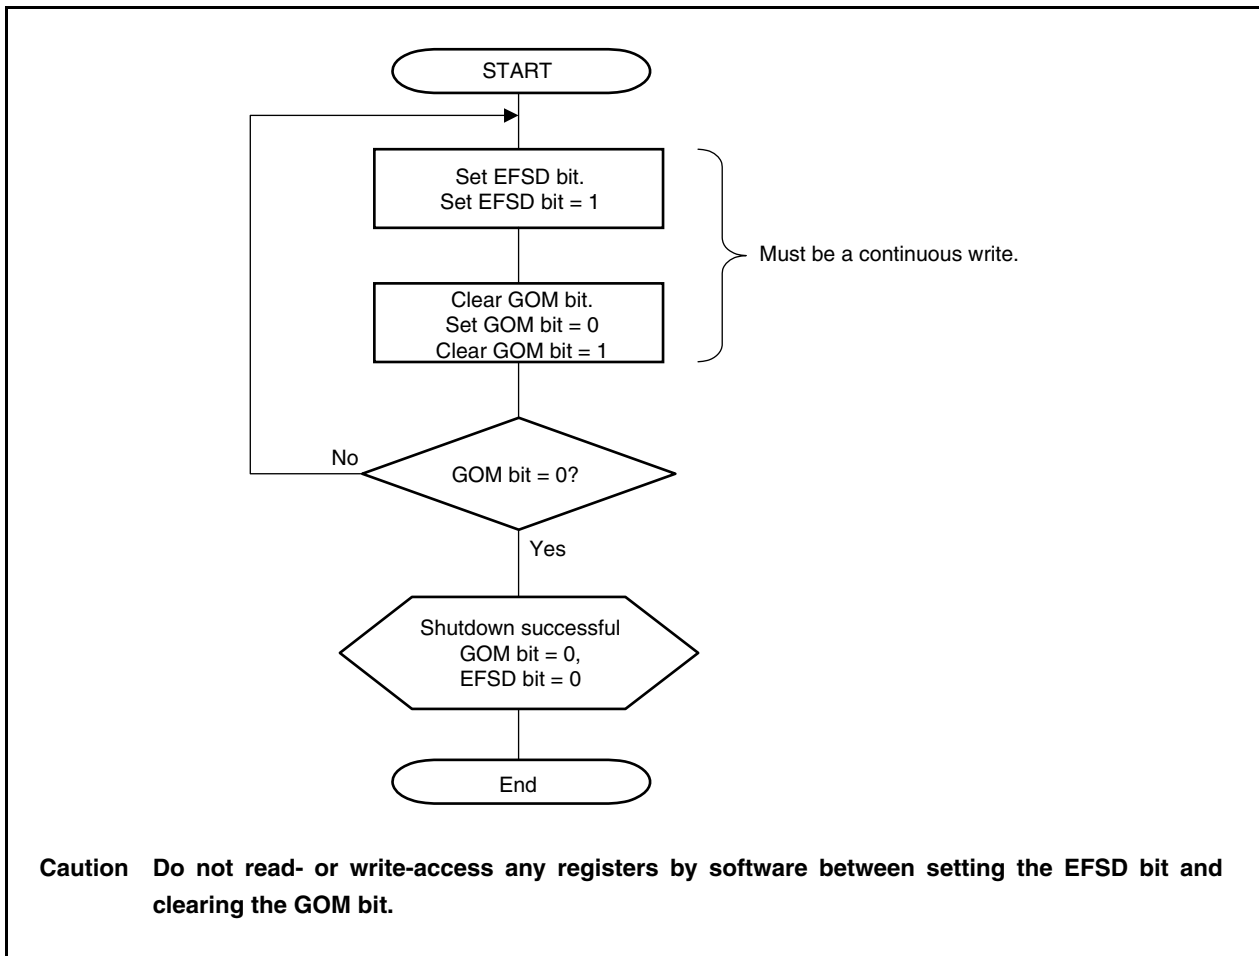 START
Set EFSD bit.
Set EFSD bit = 1
Must be a continuous write.
Clear GOM bit.
Set GOM bit = 0
Clear GOM bit = 1
No
GOM bit = 0?
Yes
Shutdown successful
GOM bit = 0,
EFSD bit = 0
End
Caution Do not read- or write-access any registers by software between setting the EFSD bit and
clearing the GOM bit.